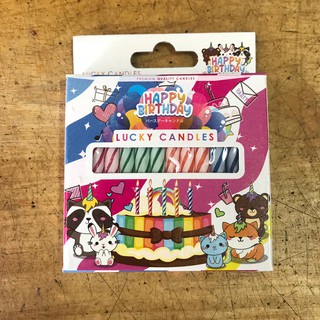 LUCKY CANDLES
HAPPY
BIRTHDAY
PREMIUM QUALITY CANDLES
HAPPY
BIRTHDAY
バースデーキャンドル
LUCKY CANDLES